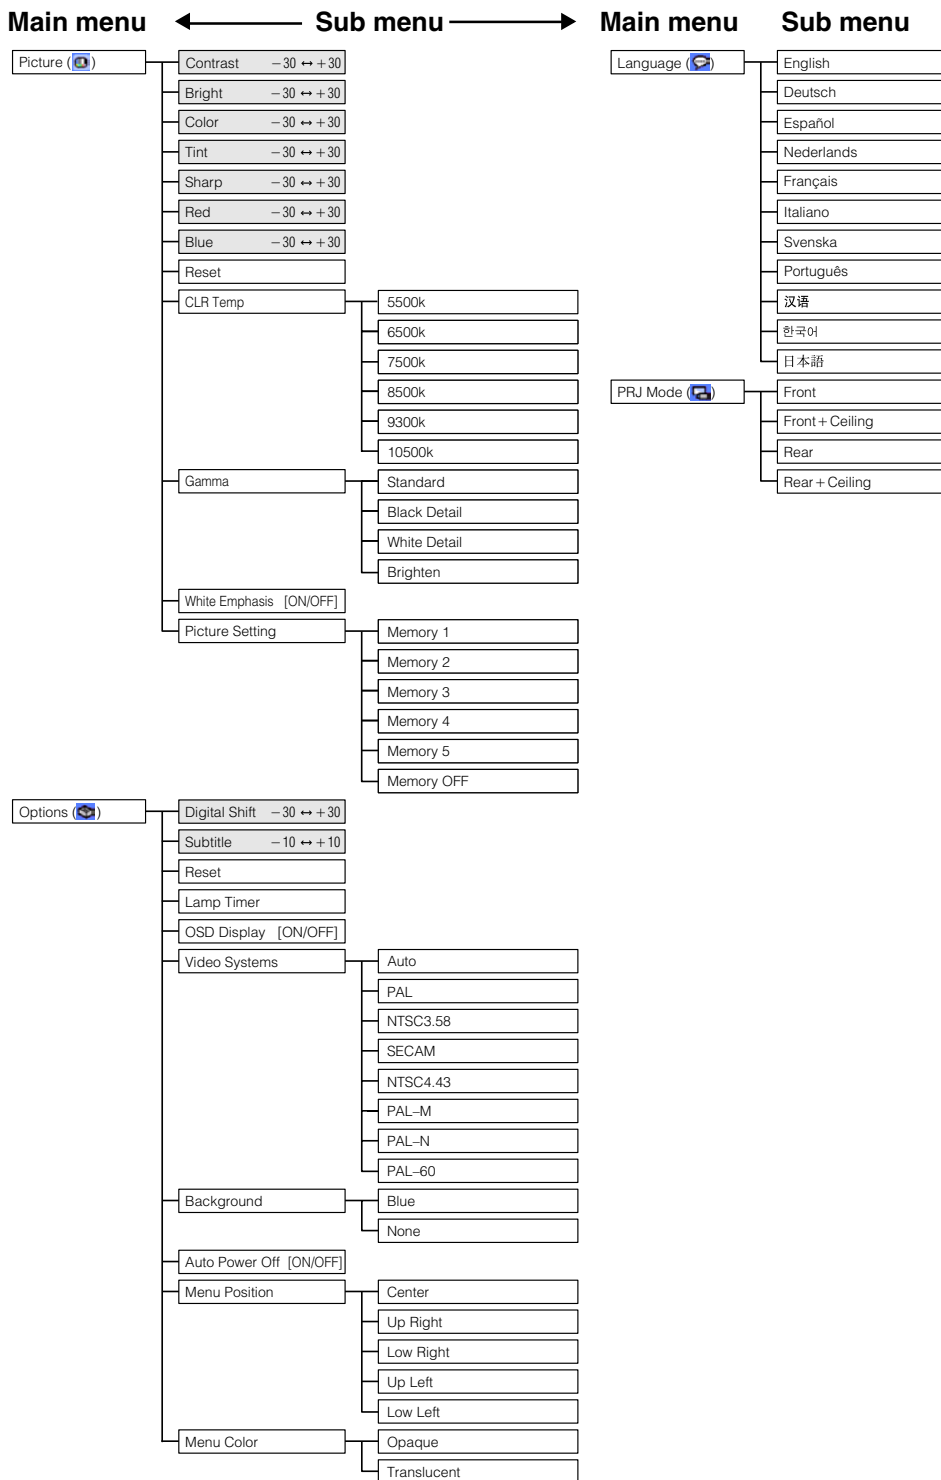 Main menu
Sub menu
Picture ( )
Contrast −30 ↔ +30
Bright −30 ↔ +30
Color −30 ↔ +30
Tint −30 ↔ +30
Sharp −30 ↔ +30
Red −30 ↔ +30
Blue −30 ↔ +30
Reset
CLR Temp
5500k
6500k
7500k
8500k
9300k
10500k
Gamma
Standard
Black Detail
White Detail
Brighten
White Emphasis [ON/OFF]
Picture Setting
Memory 1
Memory 2
Memory 3
Memory 4
Memory 5
Memory OFF
Options ( )
Digital Shift −30 ↔ +30
Subtitle −10 ↔ +10
Reset
Lamp Timer
OSD Display [ON/OFF]
Video Systems
Auto
PAL
NTSC3.58
SECAM
NTSC4.43
PAL–M
PAL–N
PAL–60
Background
Blue
None
Auto Power Off [ON/OFF]
Menu Position
Center
Up Right
Low Right
Up Left
Low Left
Menu Color
Opaque
Translucent
Main menu
Sub menu
Language ( )
English
Deutsch
Español
Nederlands
Français
Italiano
Svenska
Português
汉语
한국어
日本語
PRJ Mode ( )
Front
Front+Ceiling
Rear
Rear+Ceiling